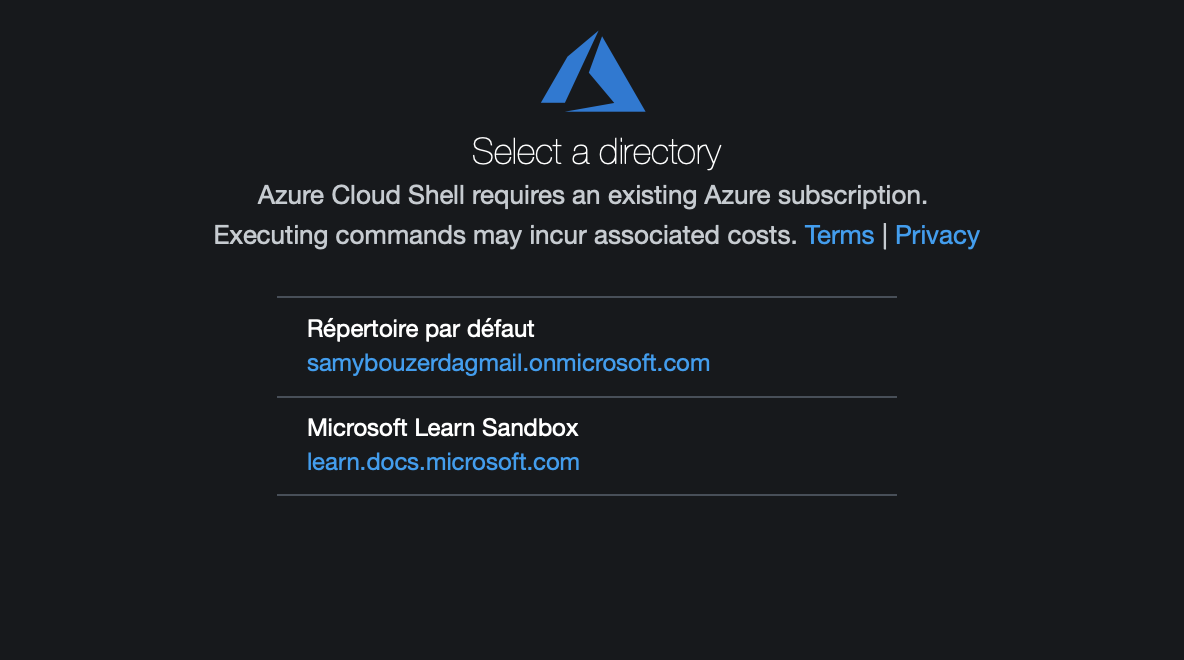 Select a directory
Azure Cloud Shell requires an existing Azure subscription.
Executing commands may incur associated costs. Terms | Privacy
Répertoire par défaut
samybouzerdagmail.onmicrosoft.com
Microsoft Learn Sandbox
learn.docs.microsoft.com